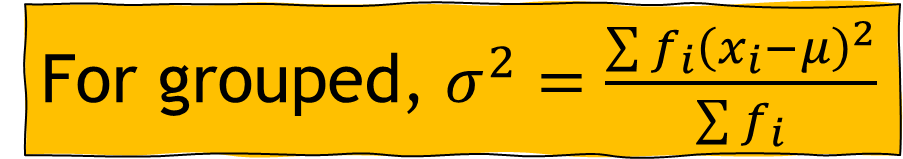 For grouped, σ² = ∑ fᵢ(xᵢ−μ)² / ∑ fᵢ